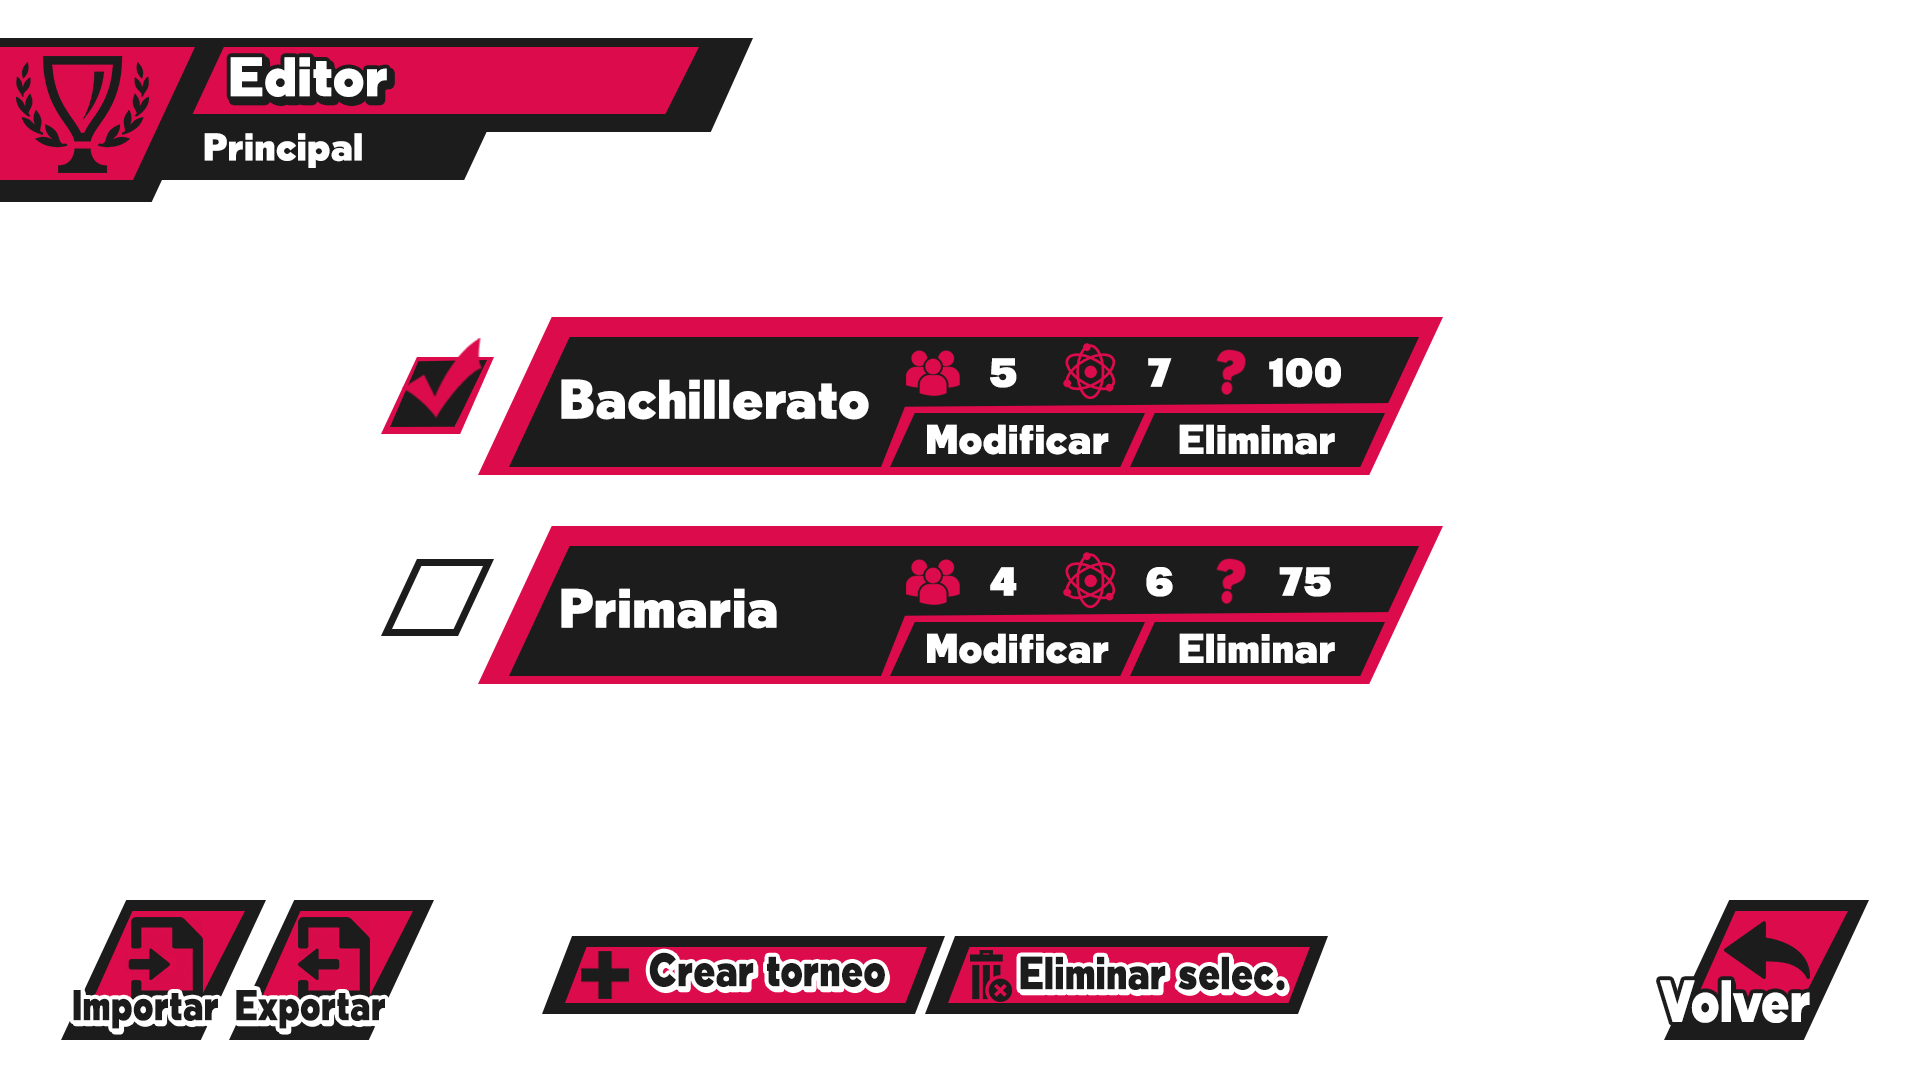 Editor
Principal
Bachillerato
5 7 100
Modificar Eliminar
Primaria
4 6 75
Modificar Eliminar
Importar Exportar
Crear torneo
Eliminar selec.
Volver